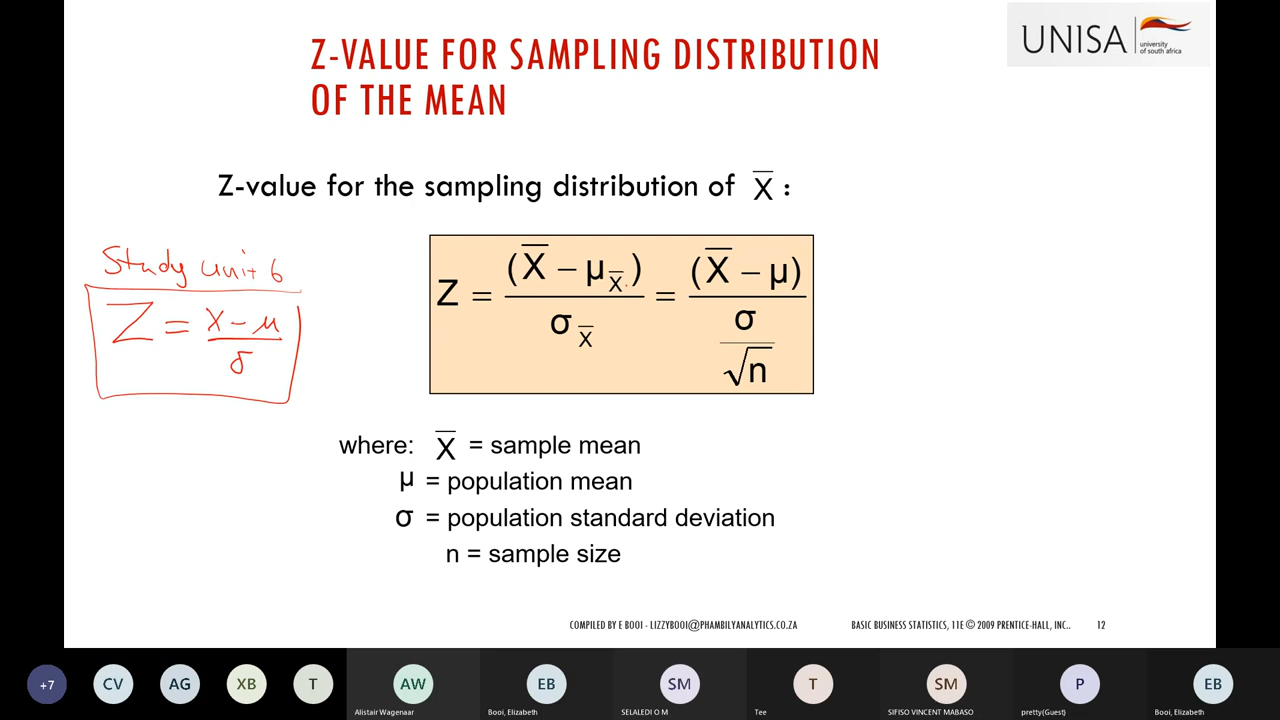 Z-VALUE FOR SAMPLING DISTRIBUTION
OF THE MEAN
UNISA | university of south africa
Z-value for the sampling distribution of X̅ :
Study unit 6
Z = x - μ / σ
Z = (X̅ − μ_X̅) / σ_X̅ = (X̅ − μ) / (σ / √n)
where: X̅ = sample mean
μ = population mean
σ = population standard deviation
n = sample size
COMPILED BY E BOOI - LIZZYBOOI@PHAMBILYANALYTICS.CO.ZA BASIC BUSINESS STATISTICS, 11E © 2009 PRENTICE-HALL, INC.. 12
+7 CV AG XB T AW EB SM T SM P EB
Alistair Wagenaar Booi, Elizabeth SELALEDI O M Tee SIFISO VINCENT MABASO pretty(Guest) Booi, Elizabeth